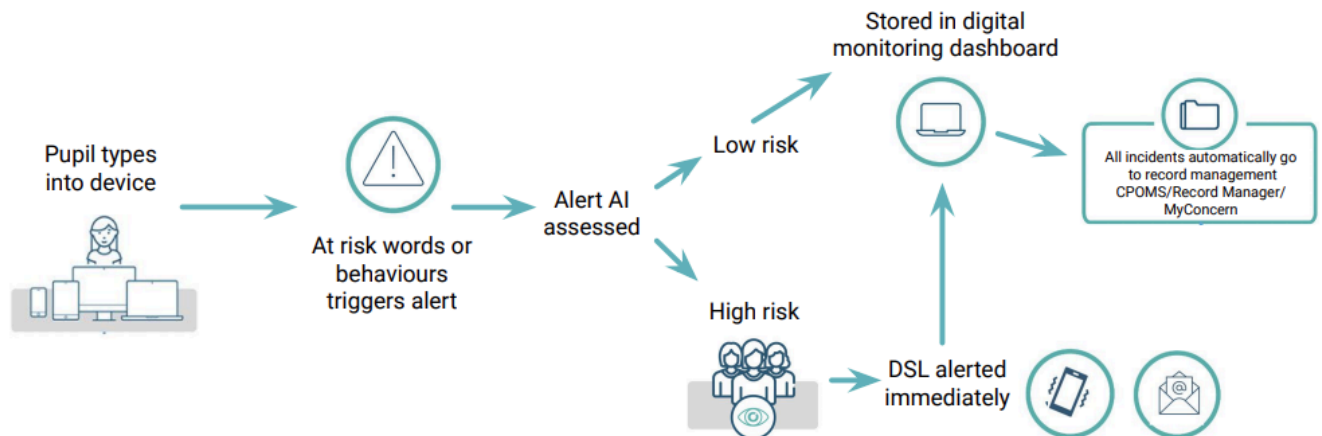 Pupil types
into device
At risk words or
behaviours
triggers alert
Alert AI
assessed
Low risk
High risk
Stored in digital
monitoring dashboard
All incidents automatically go
to record management
CPOMS/Record Manager/
MyConcern
DSL alerted
immediately
@